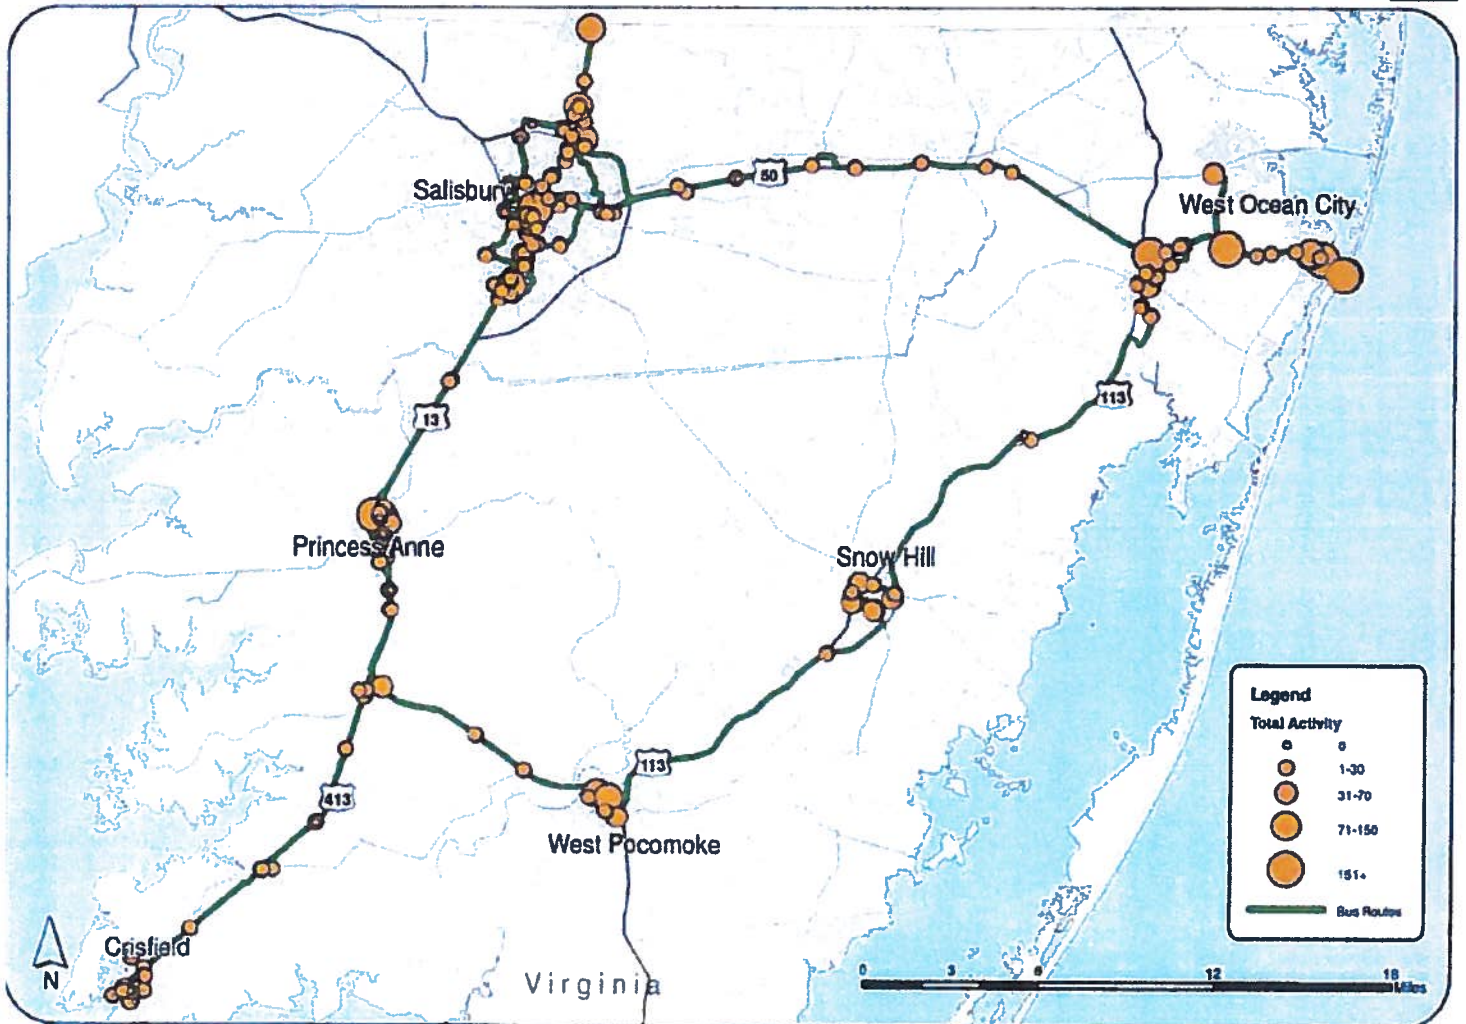 50
Salisbury
West Ocean City
13
113
Princess Anne
Snow Hill
Legend
Total Activity
0
1-30
31-70
71-150
151+
Bus Routes
113
413
West Pocomoke
Crisfield
N
Virginia
0 3 6 12 18
Miles